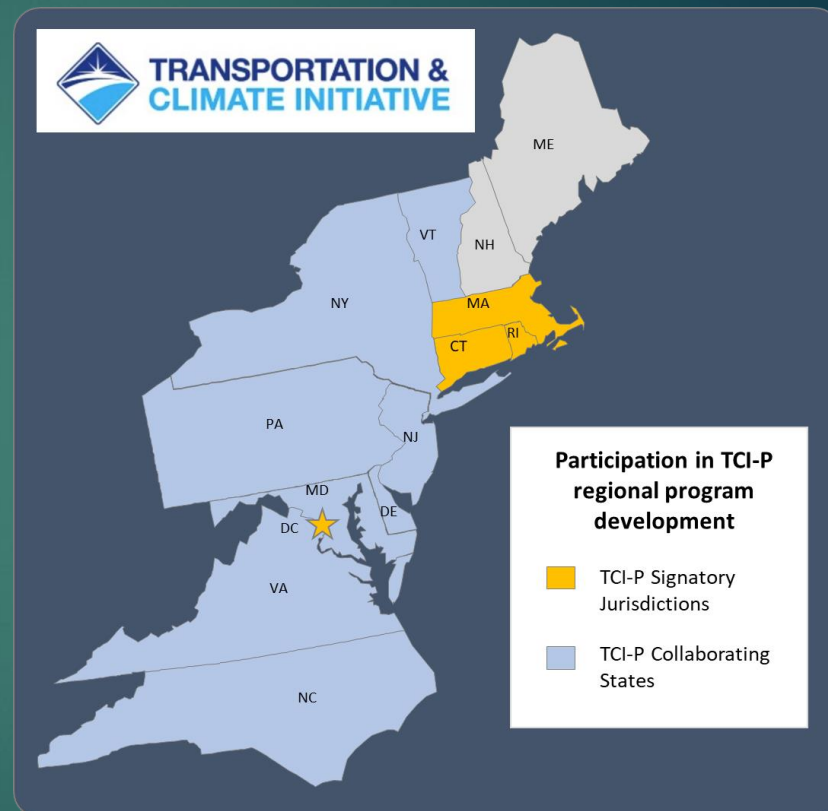 TRANSPORTATION &
CLIMATE INITIATIVE
ME
VT
NH
NY
MA
CT
RI
PA
NJ
MD
DE
DC
VA
NC
Participation in TCI-P
regional program
development
TCI-P Signatory
Jurisdictions
TCI-P Collaborating
States